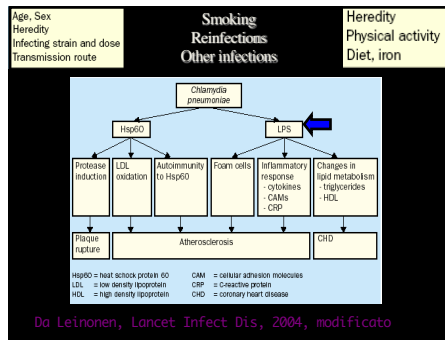 Age, Sex
Heredity
Infecting strain and dose
Transmission route
Smoking
Reinfections
Other infections
Heredity
Physical activity
Diet, iron
Chlamydia
pneumoniae
Hsp60
LPS
Protease
induction
LDL
oxidation
Autoimmunity
to Hsp60
Foam cells
Inflammatory
response
- cytokines
- CAMs
- CRP
Changes in
lipid metabolism
- triglycerides
- HDL
Plaque
rupture
Atherosclerosis
CHD
Hsp60 = heat schock protein 60
LDL = low density lipoprotein
HDL = high density lipoprotein
CAM = cellular adhesion molecules
CRP = C-reactive protein
CHD = coronary heart disease
Da Leinonen, Lancet Infect Dis, 2004, modificato